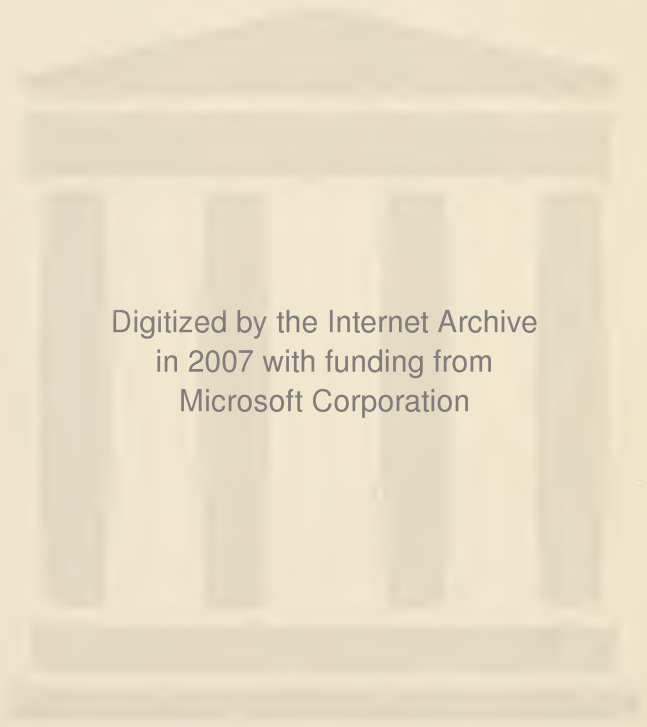 Digitized by the Internet Archive
in 2007 with funding from
Microsoft Corporation